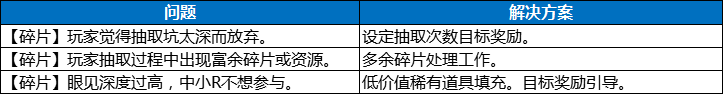 问题 解决方案
【碎片】玩家觉得抽取坑太深而放弃。 设定抽取次数目标奖励。
【碎片】玩家抽取过程中出现富余碎片或资源。 多余碎片处理工作。
【碎片】眼见深度过高，中小R不想参与。 低价值稀有道具填充。目标奖励引导。